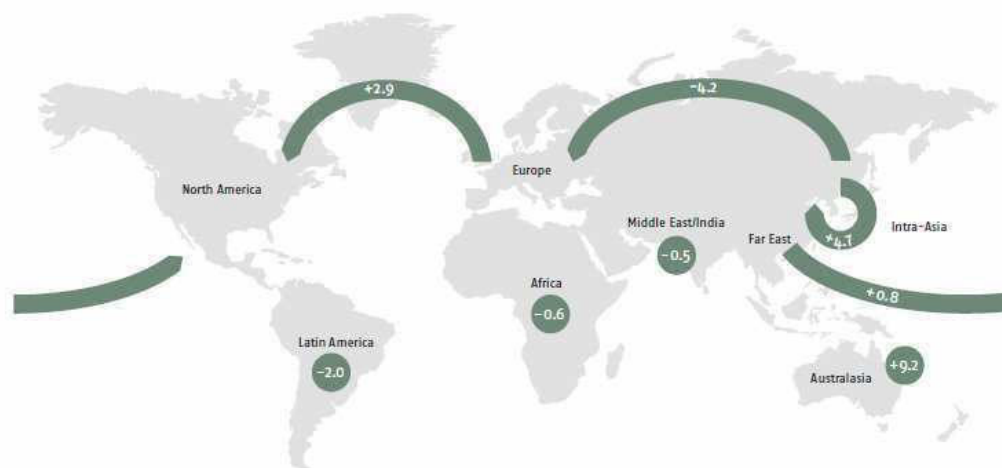 +2.9
-4.2
Europe
North America
Middle East/India
Intra-Asia
Far East
+4.7
-0.5
Africa
+0.8
-0.6
Latin America
-2.0
+9.2
Australasia